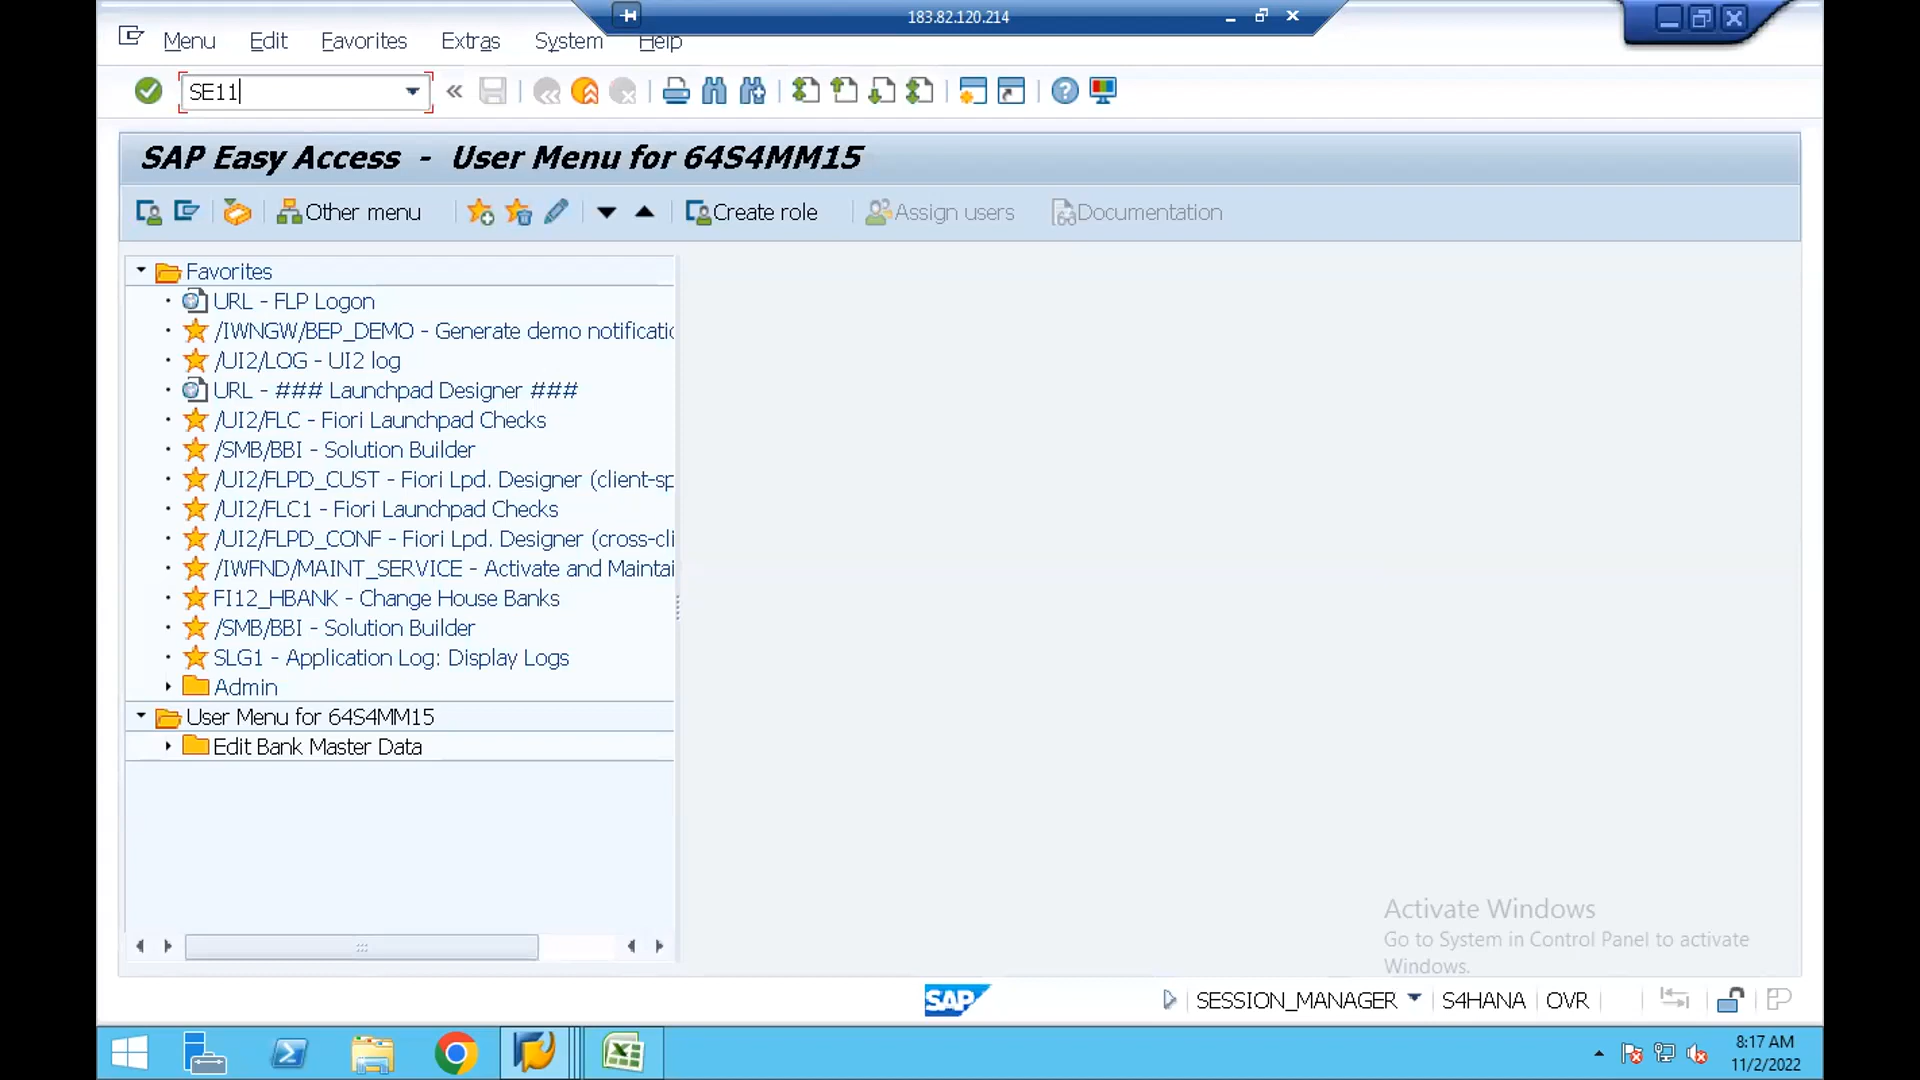 183.82.120.214
Menu Edit Favorites Extras System Help
SE11
SAP Easy Access - User Menu for 64S4MM15
Other menu Create role Assign users Documentation
Favorites
URL - FLP Logon
/IWNGW/BEP_DEMO - Generate demo notificatic
/UI2/LOG - UI2 log
URL - ### Launchpad Designer ###
/UI2/FLC - Fiori Launchpad Checks
/SMB/BBI - Solution Builder
/UI2/FLPD_CUST - Fiori Lpd. Designer (client-sp
/UI2/FLC1 - Fiori Launchpad Checks
/UI2/FLPD_CONF - Fiori Lpd. Designer (cross-cli
/IWFND/MAINT_SERVICE - Activate and Maintai
FI12_HBANK - Change House Banks
/SMB/BBI - Solution Builder
SLG1 - Application Log: Display Logs
Admin
User Menu for 64S4MM15
Edit Bank Master Data
Activate Windows
Go to System in Control Panel to activate
Windows.
SAP SESSION_MANAGER S4HANA OVR
8:17 AM
11/2/2022